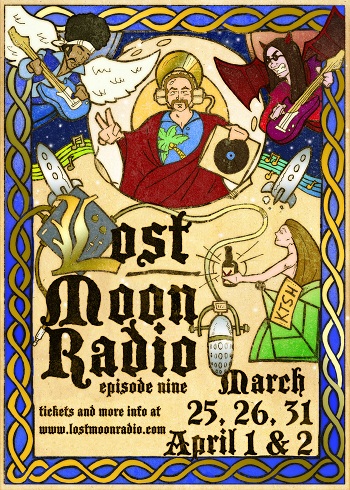 Lost
Moon
Radio
episode nine
KJSH
March
25, 26, 31
April 1 & 2
tickets and more info at
www.lostmoonradio.com